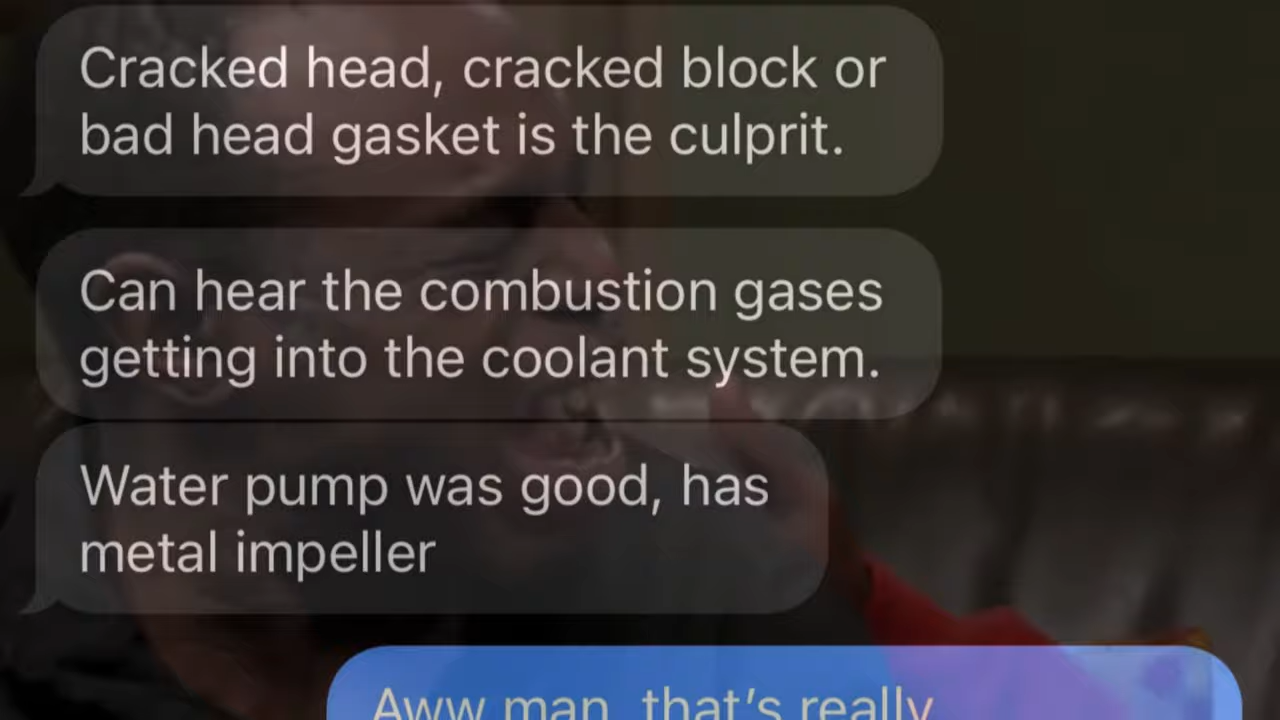 Cracked head, cracked block or
bad head gasket is the culprit.
Can hear the combustion gases
getting into the coolant system.
Water pump was good, has
metal impeller
Aww man, that’s really